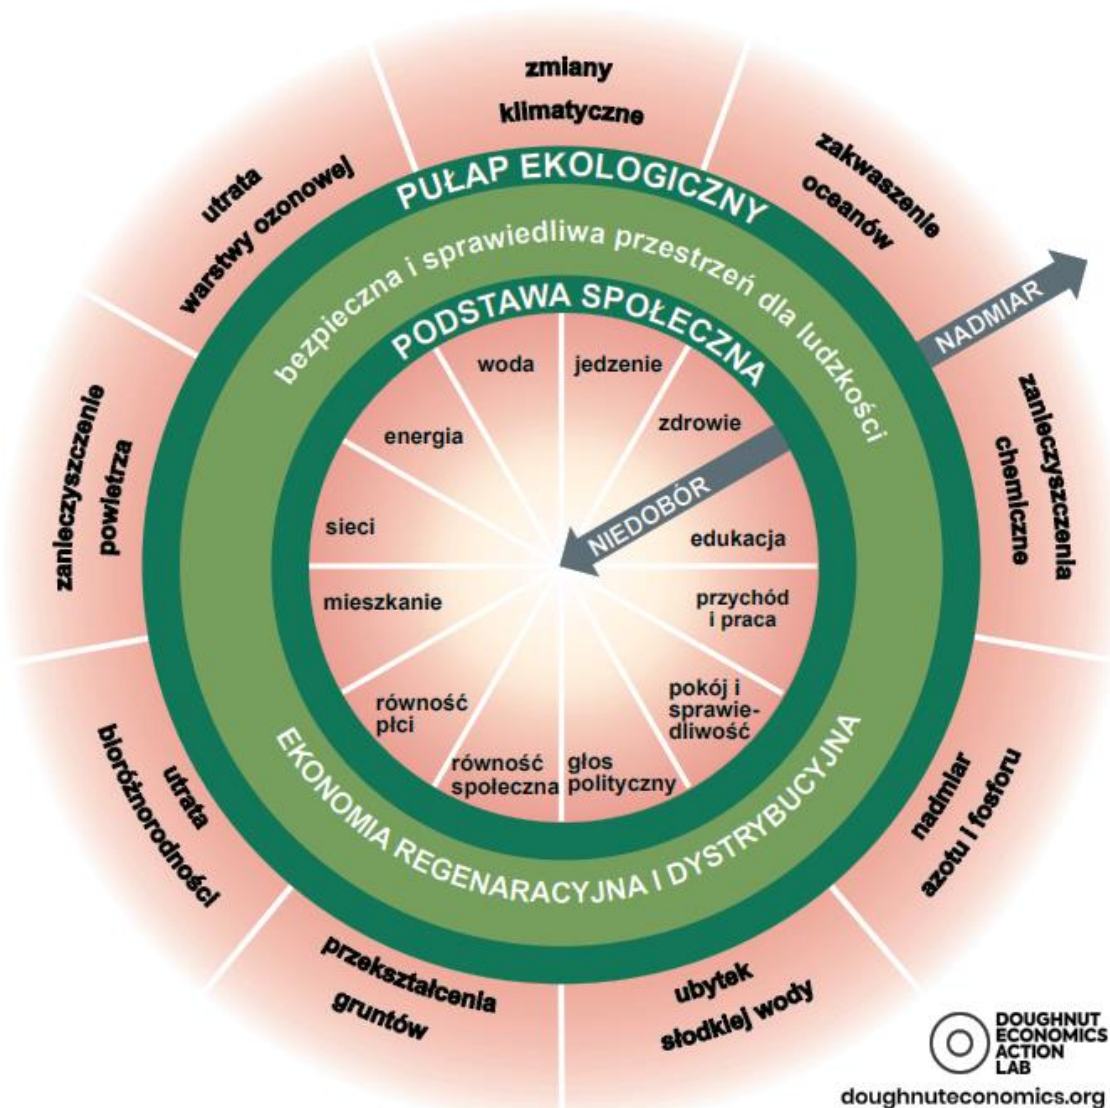 zmiany
klimatyczne
zakwaszenie
oceanów
NADMIAR
zanieczyszczenia
chemiczne
nadmiar
azotu i fosforu
ubytek
słodkiej wody
przekształcenia
gruntów
utrata
bioróżnorodności
zanieczyszczenie
powietrza
utrata
warstwy ozonowej
PUŁAP EKOLOGICZNY
bezpieczna i sprawiedliwa przestrzeń dla ludzkości
PODSTAWA SPOŁECZNA
woda
jedzenie
zdrowie
NIEDOBÓR
edukacja
przychód
i praca
pokój i
sprawie-
dliwość
głos
polityczny
równość
społeczna
równość
płci
mieszkanie
sieci
energia
EKONOMIA REGENARACYJNA I DYSTRYBUCYJNA
DOUGHNUT
ECONOMICS
ACTION
LAB
doughnuteconomics.org